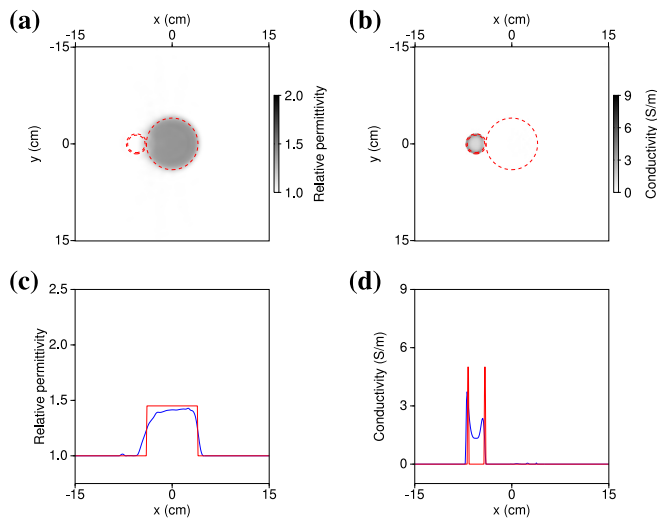 (a)
x (cm)
-15 0 15
-15
0
15
y (cm)
2.0
1.5
1.0
Relative permittivity
(b)
x (cm)
-15 0 15
-15
0
15
y (cm)
9
6
3
0
Conductivity (S/m)
(c)
2.5
2.0
1.5
1.0
Relative permittivity
-15 0 15
x (cm)
(d)
9
6
3
0
Conductivity (S/m)
-15 0 15
x (cm)